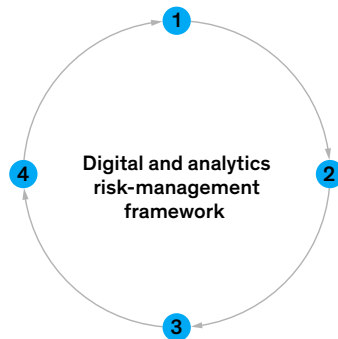 1
Digital and analytics
4
risk-management
2
framework
3